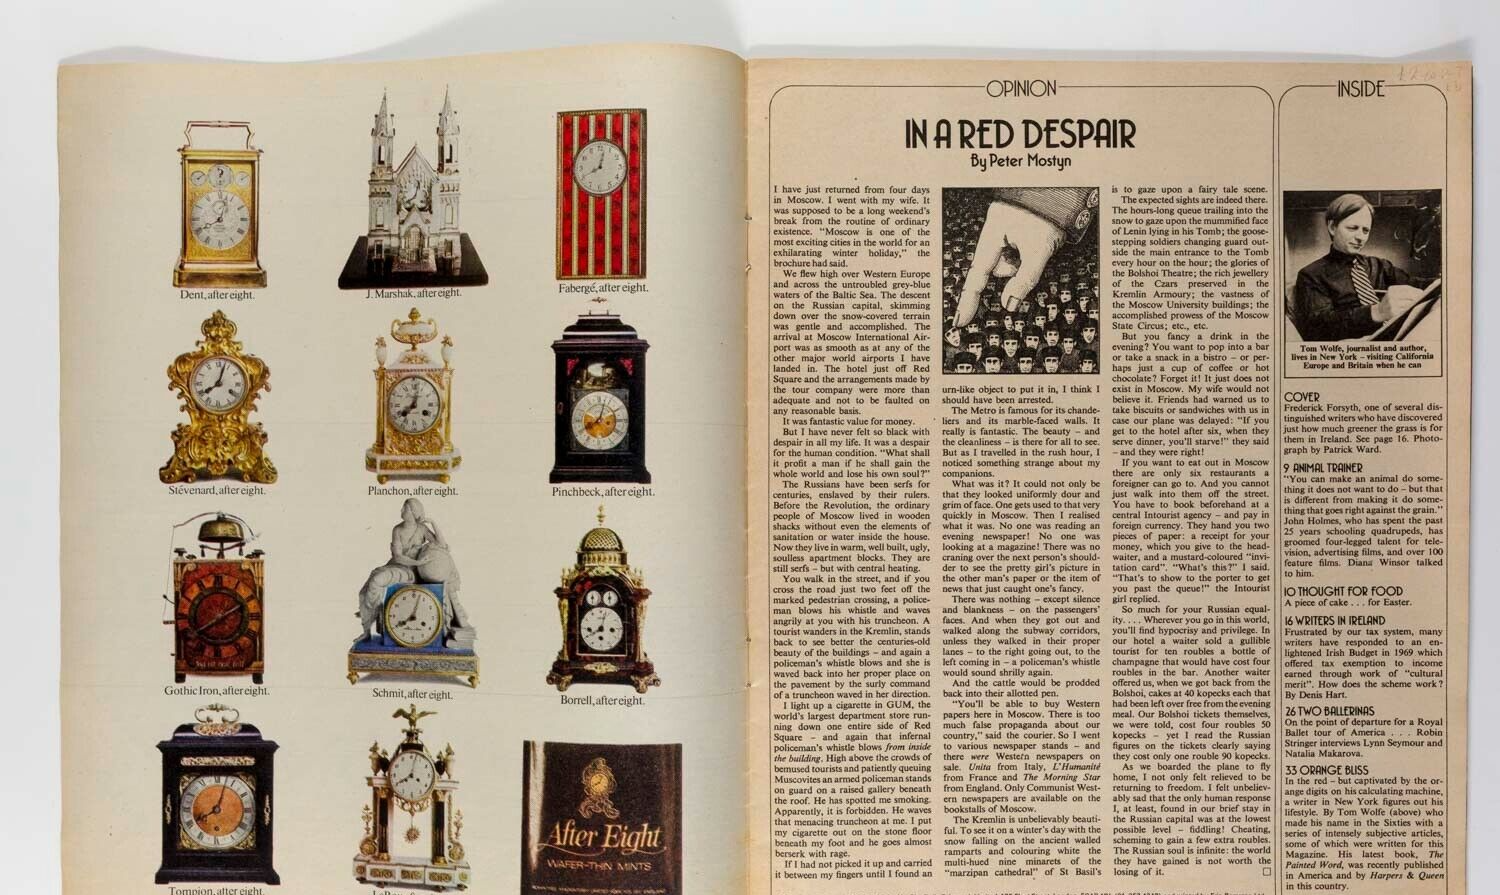 Dent, after eight.
J. Marshak, after eight.
Fabergé, after eight.
Stévenard, after eight.
Planchon, after eight.
Pinchbeck, after eight.
Gothic Iron, after eight.
Schmit, after eight.
Borrell, after eight.
Tompion, after eight.
After Eight
WAFER-THIN MINTS
OPINION
IN A RED DESPAIR
By Peter Mostyn
I have just returned from four days
in Moscow. I went with my wife. It
was supposed to be a long weekend's
break from the routine of ordinary
existence. "Moscow is one of the
most exciting cities in the world for an
exhilarating winter holiday," the
brochure had said.
We flew high over Western Europe
and across the untroubled grey-blue
waters of the Baltic Sea. The descent
on the Russian capital, skimming
down over the snow-covered terrain
was gentle and accomplished. The
arrival at Moscow International Air-
port was as smooth as at any of the
other major world airports I have
landed in. The hotel just off Red
Square and the arrangements made by
the tour company were more than
adequate and not to be faulted on
any reasonable basis.
It was fantastic value for money.
But I have never felt so black with
despair in all my life. It was a despair
for the human condition. "What shall
it profit a man if he shall gain the
whole world and lose his own soul?"
The Russians have been serfs for
centuries, enslaved by their rulers.
Before the Revolution, the ordinary
people of Moscow lived in wooden
shacks without even the elements of
sanitation or water inside the house.
Now they live in warm, well built, ugly,
soulless apartment blocks. They are
still serfs – but with central heating.
You walk in the street, and if you
cross the road just two feet off the
marked pedestrian crossing, a police-
man blows his whistle and waves
angrily at you with his truncheon. A
tourist wanders in the Kremlin, stands
back to see better the centuries-old
beauty of the buildings – and again a
policeman's whistle blows and she is
waved back into her proper place on
the pavement by the surly command
of a truncheon waved in her direction.
I light up a cigarette in GUM, the
world's largest department store run-
ning down one entire side of Red
Square – and again that infernal
policeman's whistle blows from inside
the building. High above the crowds of
bemused tourists and patiently queuing
Muscovites an armed policeman stands
on guard on a raised gallery beneath
the roof. He has spotted me smoking.
Apparently, it is forbidden. He waves
that menacing truncheon at me. I put
my cigarette out on the stone floor
beneath my foot and he goes almost
berserk with rage.
If I had not picked it up and carried
it between my fingers until I found an
urn-like object to put it in, I think I
should have been arrested.
The Metro is famous for its chande-
liers and its marble-faced walls. It
really is fantastic. The beauty – and
the cleanliness – is there for all to see.
But as I travelled in the rush hour, I
noticed something strange about my
companions.
What was it? It could not only be
that they looked uniformly dour and
grim of face. One gets used to that very
quickly in Moscow. Then I realised
what it was. No one was reading an
evening newspaper! No one was
looking at a magazine! There was no
craning over the next person's should-
er to see the pretty girl's picture in
the other man's paper or the item of
news that just caught one's fancy.
There was nothing – except silence
and blankness – on the passengers'
faces. And when they got out and
walked along the subway corridors,
unless they walked in their proper
lanes – to the right going out, to the
left coming in – a policeman's whistle
would sound shrilly again.
And the cattle would be prodded
back into their allotted pen.
"You'll be able to buy Western
papers here in Moscow. There is too
much false propaganda about our
country," said the courier. So I went
to various newspaper stands – and
there were Western newspapers on
sale. Unita from Italy, L'Humanité
from France and The Morning Star
from England. Only Communist West-
ern newspapers are available on the
bookstalls of Moscow.
The Kremlin is unbelievably beauti-
ful. To see it on a winter's day with the
snow falling on the ancient walled
ramparts and colouring white the
multi-hued nine minarets of the
"marzipan cathedral" of St Basil's
is to gaze upon a fairy tale scene.
The expected sights are indeed there.
The hours-long queue trailing into the
snow to gaze upon the mummified face
of Lenin lying in his Tomb; the goose-
stepping soldiers changing guard out-
side the main entrance to the Tomb
every hour on the hour; the glories of
the Bolshoi Theatre; the rich jewellery
of the Czars preserved in the
Kremlin Armoury; the vastness of
the Moscow University buildings; the
accomplished prowess of the Moscow
State Circus; etc., etc.
But you fancy a drink in the
evening? You want to pop into a bar
or take a snack in a bistro – or per-
haps just a cup of coffee or hot
chocolate? Forget it! It just does not
exist in Moscow. My wife would not
believe it. Friends had warned us to
take biscuits or sandwiches with us in
case our plane was delayed: "If you
get to the hotel after six, when they
serve dinner, you'll starve!" they said
– and they were right!
If you want to eat out in Moscow
there are only six restaurants a
foreigner can go to. And you cannot
just walk into them off the street.
You have to book beforehand at a
central Intourist agency – and pay in
foreign currency. They hand you two
pieces of paper: a receipt for your
money, which you give to the head-
waiter, and a mustard-coloured "invi-
tation card". "What's this?" I said.
"That's to show to the porter to get
you past the queue!" the Intourist
girl replied.
So much for your Russian equal-
ity. . . . Wherever you go in this world,
you'll find hypocrisy and privilege. In
our hotel a waiter sold a gullible
tourist for ten roubles a bottle of
champagne that would have cost four
roubles in the bar. Another waiter
offered us, when we got back from the
Bolshoi, cakes at 40 kopecks each that
had been left over free from the evening
meal. Our Bolshoi tickets themselves,
we were told, cost four roubles 50
kopecks – yet I read the Russian
figures on the tickets clearly saying
they cost only one rouble 90 kopecks.
As we boarded the plane to fly
home, I not only felt relieved to be
returning to freedom. I felt unbeliev-
ably sad that the only human response
I, at least, found in our brief stay in
the Russian capital was at the lowest
possible level – fiddling! Cheating,
scheming to gain a few extra roubles.
The Russian soul is infinite: the world
they have gained is not worth the
losing of it.
INSIDE
Tom Wolfe, journalist and author,
lives in New York – visiting California
Europe and Britain when he can
COVER
Frederick Forsyth, one of several dis-
tinguished writers who have discovered
just how much greener the grass is for
them in Ireland. See page 16. Photo-
graph by Patrick Ward.
9 ANIMAL TRAINER
"You can make an animal do some-
thing it does not want to do – but that
is different from making it do some-
thing that goes right against the grain."
John Holmes, who has spent the past
25 years schooling quadrupeds, has
groomed four-legged talent for tele-
vision, advertising films, and over 100
feature films. Diana Winsor talked
to him.
10 THOUGHT FOR FOOD
A piece of cake . . . for Easter.
16 WRITERS IN IRELAND
Frustrated by our tax system, many
writers have responded to an en-
lightened Irish Budget in 1969 which
offered tax exemption to income
earned through work of "cultural
merit". How does the scheme work?
By Denis Hart.
26 TWO BALLERINAS
On the point of departure for a Royal
Ballet tour of America . . . Robin
Stringer interviews Lynn Seymour and
Natalia Makarova.
33 ORANGE BLISS
In the red – but captivated by the or-
ange digits on his calculating machine,
a writer in New York figures out his
lifestyle. By Tom Wolfe (above) who
made his name in the Sixties with a
series of intensely subjective articles,
some of which were written for this
Magazine. His latest book, The
Painted Word, was recently published
in America and by Harpers & Queen
in this country.